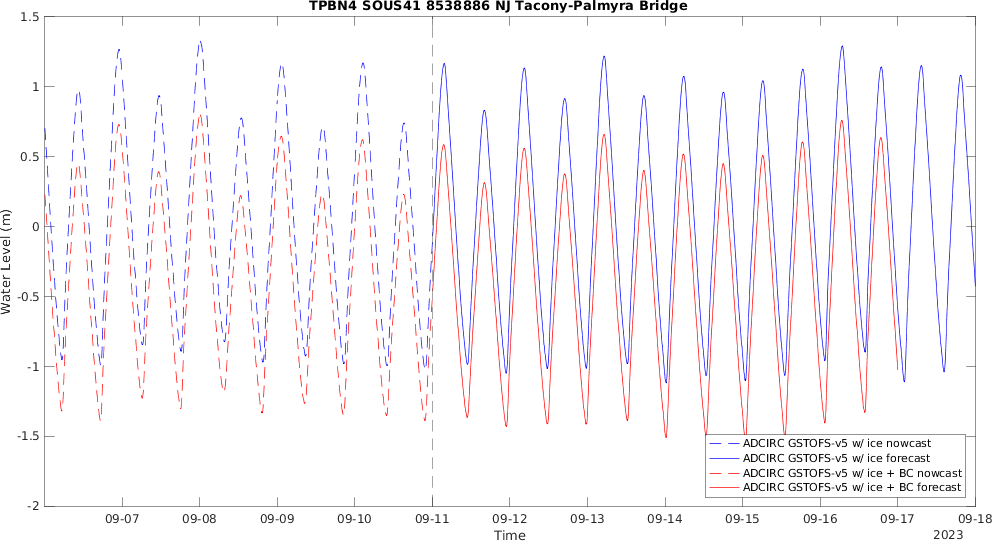 TPBN4 SOUS41 8538886 NJ Tacony-Palmyra Bridge
1.5
1
0.5
0
-0.5
-1
-1.5
-2
Water Level (m)
09-07 09-08 09-09 09-10 09-11 09-12 09-13 09-14 09-15 09-16 09-17 09-18
Time
2023
ADCIRC GSTOFS-v5 w/ ice nowcast
ADCIRC GSTOFS-v5 w/ ice forecast
ADCIRC GSTOFS-v5 w/ ice + BC nowcast
ADCIRC GSTOFS-v5 w/ ice + BC forecast